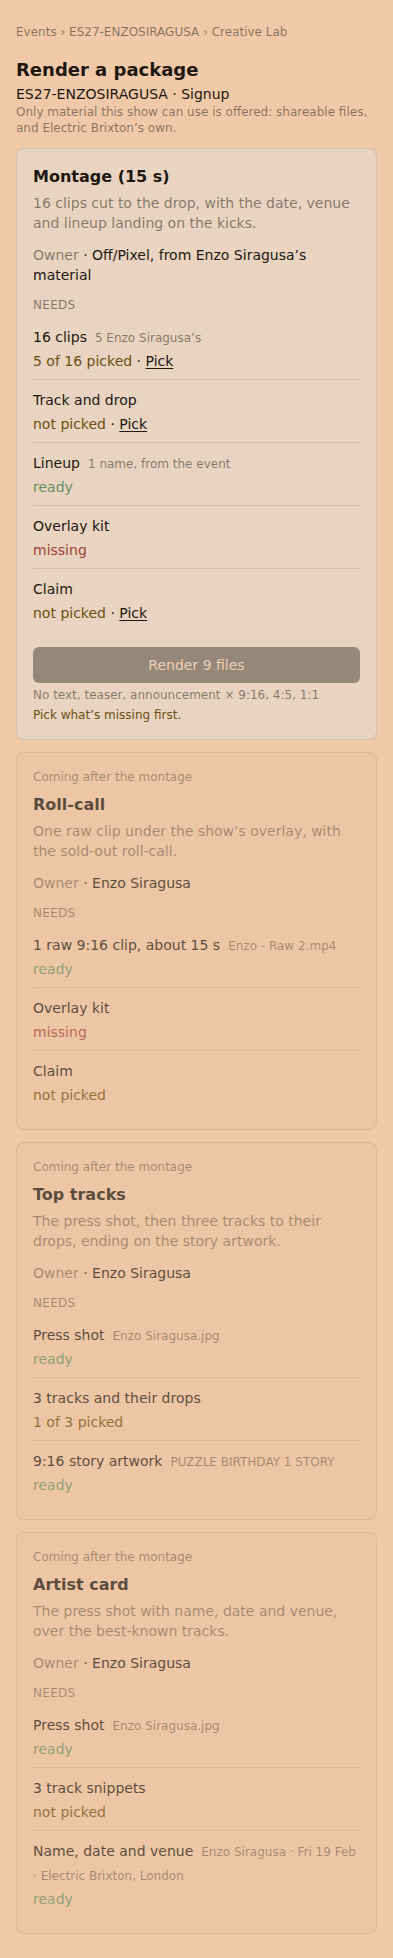 Events › ES27-ENZOSIRAGUSA › Creative Lab
Render a package
ES27-ENZOSIRAGUSA · Signup
Only material this show can use is offered: shareable files,
and Electric Brixton’s own.
Montage (15 s)
16 clips cut to the drop, with the date, venue
and lineup landing on the kicks.
Owner · Off/Pixel, from Enzo Siragusa’s
material
NEEDS
16 clips 5 Enzo Siragusa’s
5 of 16 picked · Pick
Track and drop
not picked · Pick
Lineup 1 name, from the event
ready
Overlay kit
missing
Claim
not picked · Pick
Render 9 files
No text, teaser, announcement × 9:16, 4:5, 1:1
Pick what’s missing first.
Coming after the montage
Roll-call
One raw clip under the show’s overlay, with
the sold-out roll-call.
Owner · Enzo Siragusa
NEEDS
1 raw 9:16 clip, about 15 s Enzo - Raw 2.mp4
ready
Overlay kit
missing
Claim
not picked
Coming after the montage
Top tracks
The press shot, then three tracks to their
drops, ending on the story artwork.
Owner · Enzo Siragusa
NEEDS
Press shot Enzo Siragusa.jpg
ready
3 tracks and their drops
1 of 3 picked
9:16 story artwork PUZZLE BIRTHDAY 1 STORY
ready
Coming after the montage
Artist card
The press shot with name, date and venue,
over the best-known tracks.
Owner · Enzo Siragusa
NEEDS
Press shot Enzo Siragusa.jpg
ready
3 track snippets
not picked
Name, date and venue Enzo Siragusa · Fri 19 Feb
· Electric Brixton, London
ready